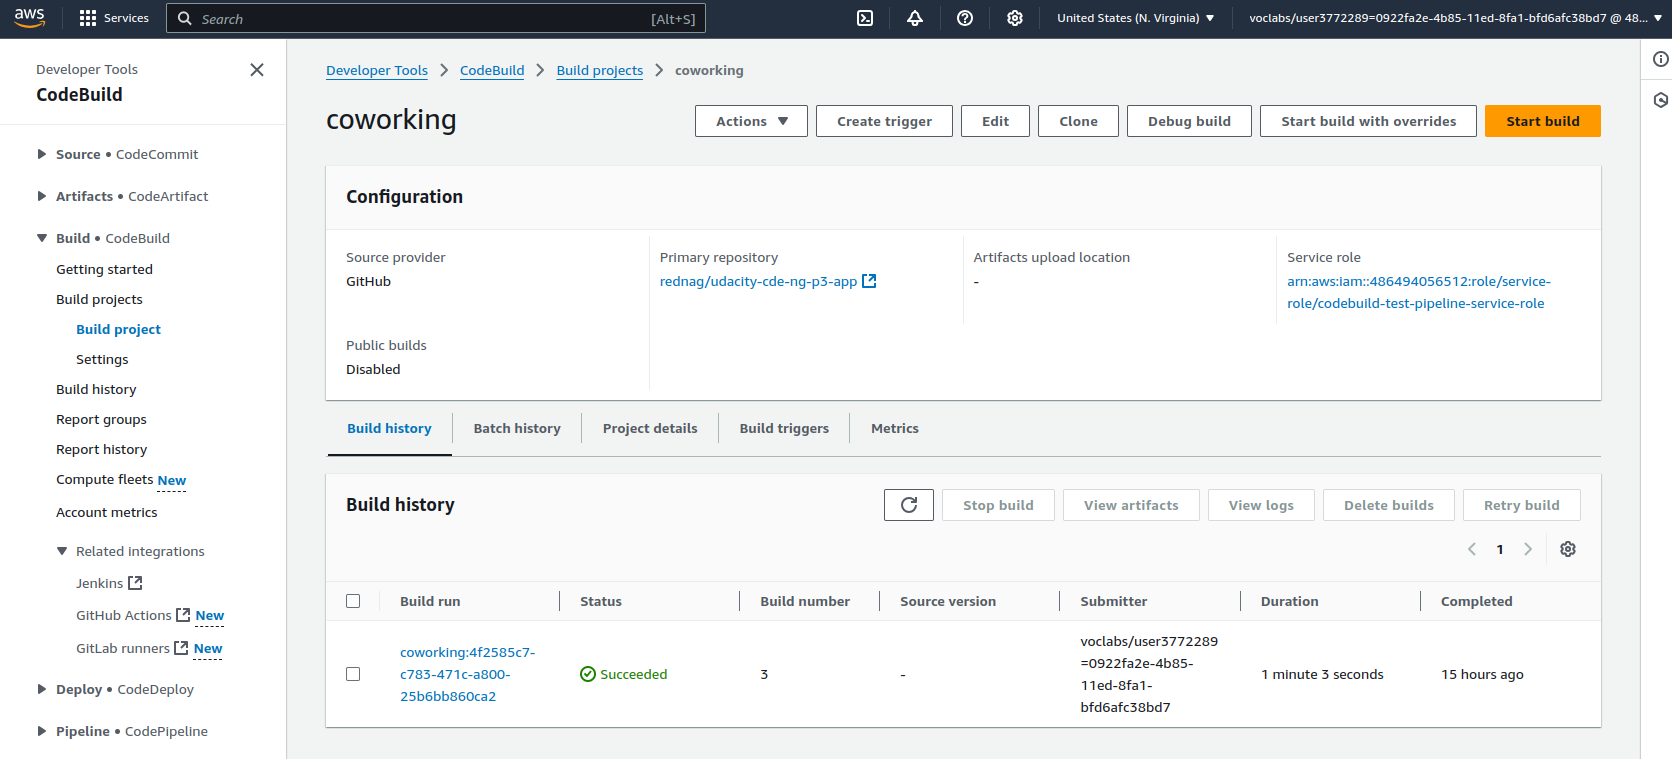 aws
Services
Search
[Alt+S]
United States (N. Virginia)
voclabs/user3772289=0922fa2e-4b85-11ed-8fa1-bfd6afc38bd7 @ 48...
Developer Tools
CodeBuild
Source • CodeCommit
Artifacts • CodeArtifact
Build • CodeBuild
Getting started
Build projects
Build project
Settings
Build history
Report groups
Report history
Compute fleets New
Account metrics
Related integrations
Jenkins
GitHub Actions New
GitLab runners New
Deploy • CodeDeploy
Pipeline • CodePipeline
Developer Tools
CodeBuild
Build projects
coworking
coworking
Actions
Create trigger
Edit
Clone
Debug build
Start build with overrides
Start build
Configuration
Source provider
GitHub
Primary repository
rednag/udacity-cde-ng-p3-app
Artifacts upload location
-
Service role
arn:aws:iam::486494056512:role/service-
role/codebuild-test-pipeline-service-role
Public builds
Disabled
Build history
Batch history
Project details
Build triggers
Metrics
Build history
Stop build
View artifacts
View logs
Delete builds
Retry build
1
Build run
Status
Build number
Source version
Submitter
Duration
Completed
coworking:4f2585c7-
c783-471c-a800-
25b6bb860ca2
Succeeded
3
-
voclabs/user3772289
=0922fa2e-4b85-
11ed-8fa1-
bfd6afc38bd7
1 minute 3 seconds
15 hours ago